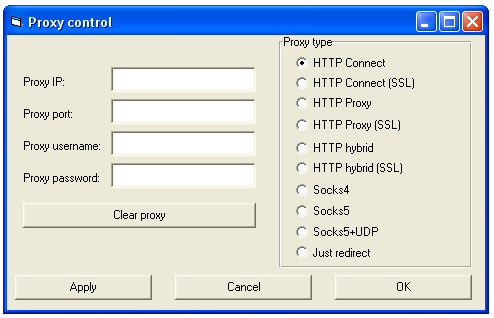 Proxy control
Proxy IP:
Proxy port:
Proxy username:
Proxy password:
Clear proxy
Proxy type
HTTP Connect
HTTP Connect (SSL)
HTTP Proxy
HTTP Proxy (SSL)
HTTP hybrid
HTTP hybrid (SSL)
Socks4
Socks5
Socks5+UDP
Just redirect
Apply
Cancel
OK